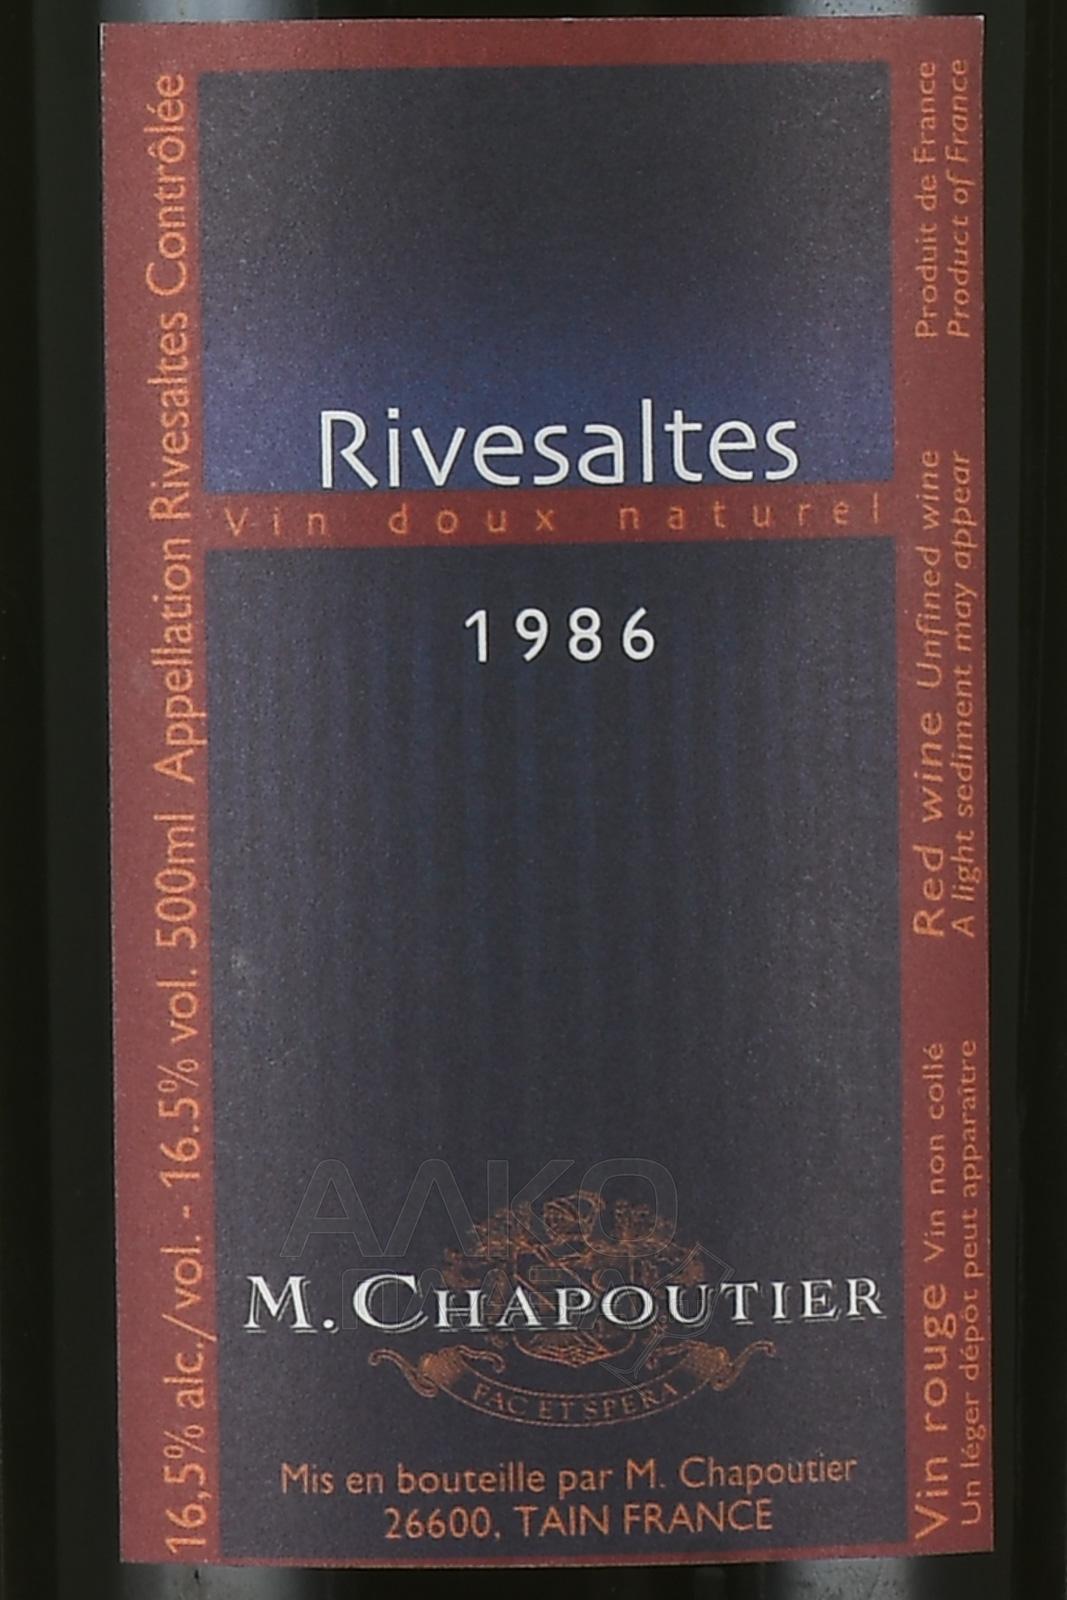 Rivesaltes
Vin doux naturel
1986
M. CHAPOUTIER
FAC ET SPERA
Mis en bouteille par M. Chapoutier
26600, TAIN FRANCE
16,5% alc./vol. - 16.5% vol. 500ml Appellation Rivesaltes Contrôlée
Vin rouge Vin non collé
Un léger dépôt peut apparaître
Red wine Unfined wine
A light sediment may appear
Produit de France
Product of France
АЛКО